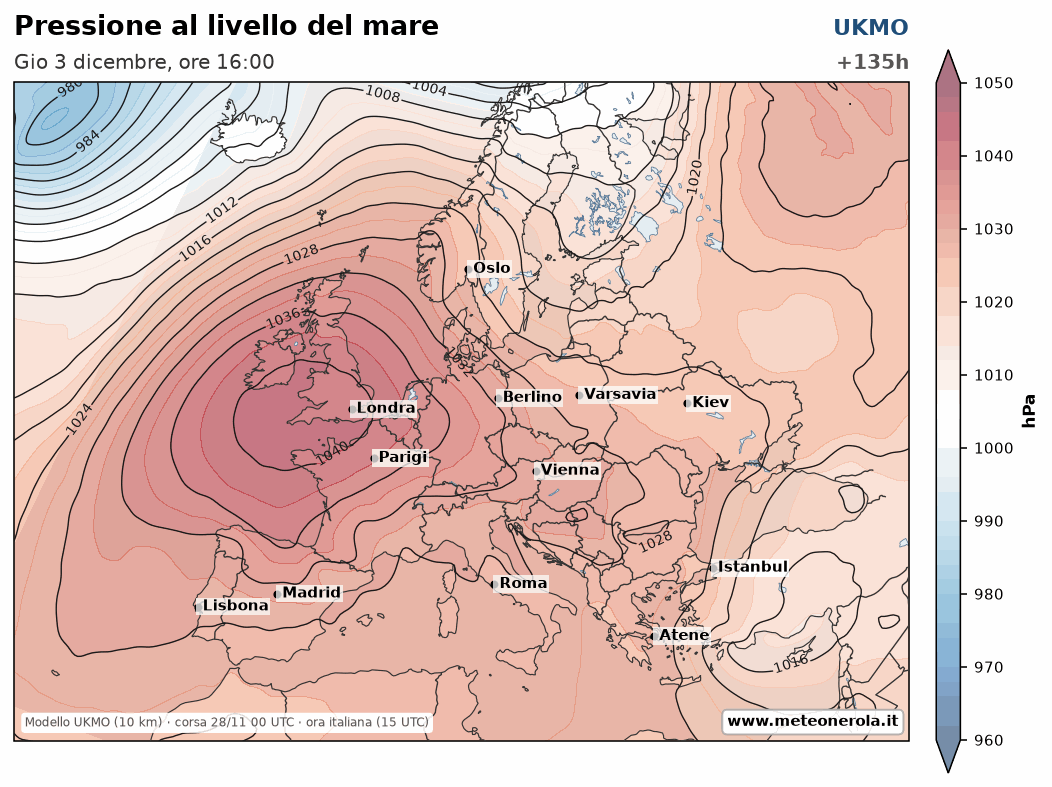 Pressione al livello del mare
UKMO
Gio 3 dicembre, ore 16:00
+135h
980
984
1008
1004
1012
1016
1020
1024
1028
1036
1040
1028
1016
Oslo
Londra
Berlino
Varsavia
Kiev
Parigi
Vienna
Istanbul
Roma
Madrid
Lisbona
Atene
1050
1040
1030
1020
1010
1000
990
980
970
960
hPa
Modello UKMO (10 km) · corsa 28/11 00 UTC · ora italiana (15 UTC)
www.meteonerola.it